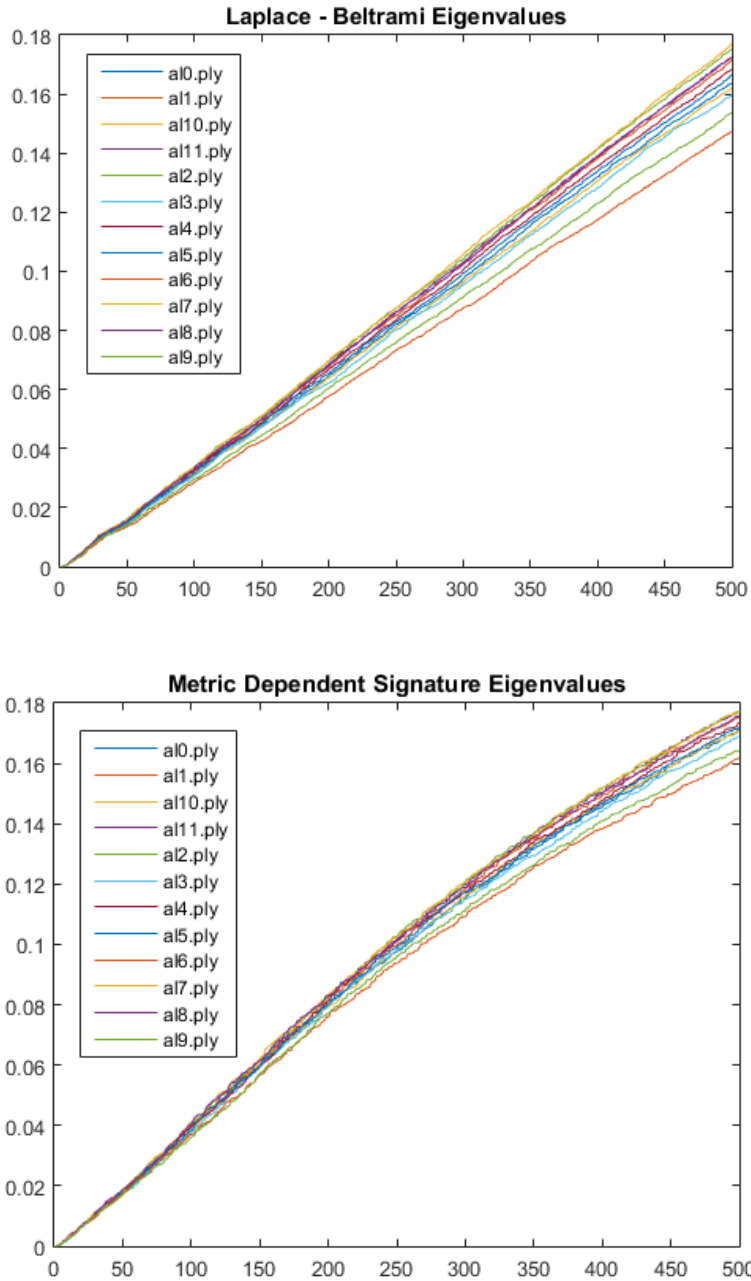 Laplace - Beltrami Eigenvalues
0.18
0.16
0.14
0.12
0.1
0.08
0.06
0.04
0.02
0
al0.ply
al1.ply
al10.ply
al11.ply
al2.ply
al3.ply
al4.ply
al5.ply
al6.ply
al7.ply
al8.ply
al9.ply
0 50 100 150 200 250 300 350 400 450 500
Metric Dependent Signature Eigenvalues
0.18
0.16
0.14
0.12
0.1
0.08
0.06
0.04
0.02
0
al0.ply
al1.ply
al10.ply
al11.ply
al2.ply
al3.ply
al4.ply
al5.ply
al6.ply
al7.ply
al8.ply
al9.ply
0 50 100 150 200 250 300 350 400 450 500